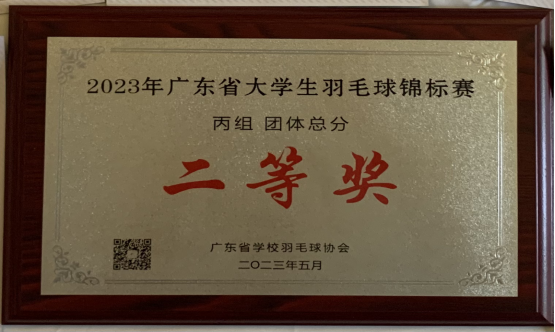 2023年广东省大学生羽毛球锦标赛
丙组 团体总分
二等奖
广东省学校羽毛球协会
二〇二三年五月